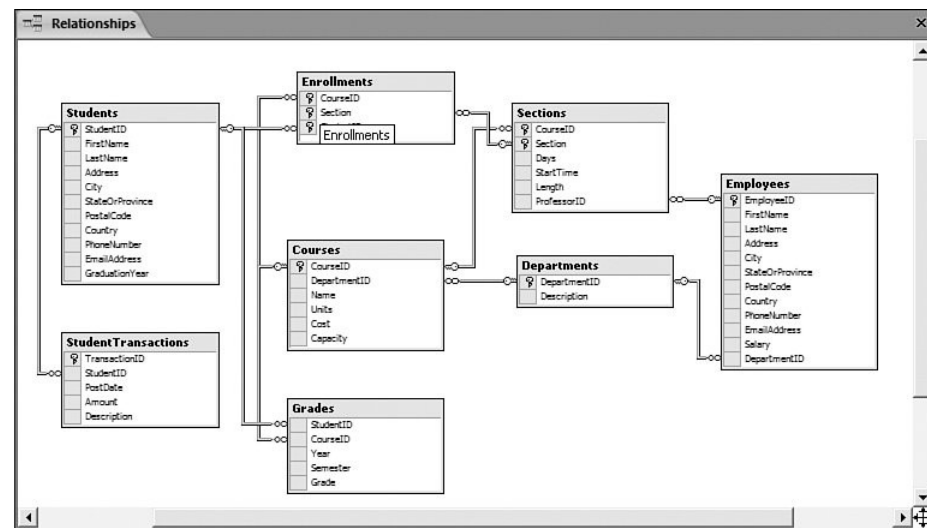 Relationships
Students
StudentID
FirstName
LastName
Address
City
StateOrProvince
PostalCode
Country
PhoneNumber
EmailAddress
GraduationYear
StudentTransactions
TransactionID
StudentID
PostDate
Amount
Description
Enrollments
CourseID
Section
Enrollments
Courses
CourseID
DepartmentID
Name
Units
Cost
Capacity
Grades
StudentID
CourseID
Year
Semester
Grade
Sections
CourseID
Section
Days
StartTime
Length
ProfessorID
Departments
DepartmentID
Description
Employees
EmployeeID
FirstName
LastName
Address
City
StateOrProvince
PostalCode
Country
PhoneNumber
EmailAddress
Salary
DepartmentID